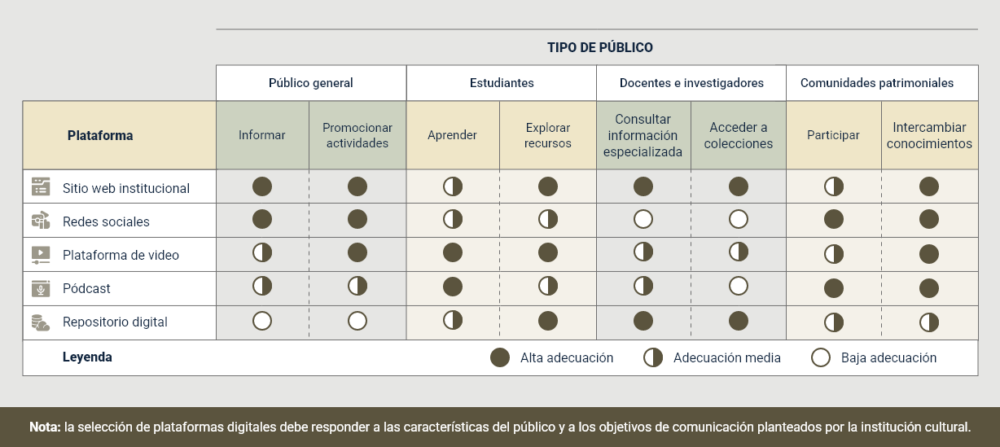 TIPO DE PÚBLICO
Público general
Estudiantes
Docentes e investigadores
Comunidades patrimoniales
Plataforma
Informar
Promocionar
actividades
Aprender
Explorar
recursos
Consultar
información
especializada
Acceder a
colecciones
Participar
Intercambiar
conocimientos
Sitio web institucional
Redes sociales
Plataforma de video
Pódcast
Repositorio digital
Leyenda
Alta adecuación
Adecuación media
Baja adecuación
Nota: la selección de plataformas digitales debe responder a las características del público y a los objetivos de comunicación planteados por la institución cultural.